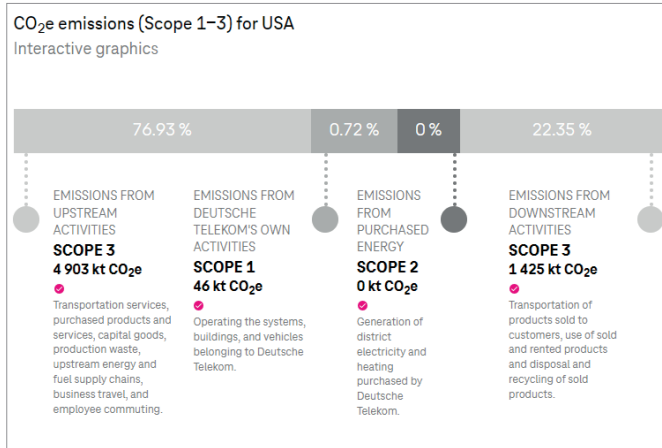 CO₂e emissions (Scope 1–3) for USA
Interactive graphics
76.93 %
0.72 %
0 %
22.35 %
EMISSIONS FROM
UPSTREAM
ACTIVITIES
SCOPE 3
4 903 kt CO₂e
Transportation services,
purchased products and
services, capital goods,
production waste,
upstream energy and
fuel supply chains,
business travel, and
employee commuting.
EMISSIONS FROM
DEUTSCHE
TELEKOM'S OWN
ACTIVITIES
SCOPE 1
46 kt CO₂e
Operating the systems,
buildings, and vehicles
belonging to Deutsche
Telekom.
EMISSIONS
FROM
PURCHASED
ENERGY
SCOPE 2
0 kt CO₂e
Generation of
district
electricity and
heating
purchased by
Deutsche
Telekom.
EMISSIONS FROM
DOWNSTREAM
ACTIVITIES
SCOPE 3
1 425 kt CO₂e
Transportation of
products sold to
customers, use of sold
and rented products
and disposal and
recycling of sold
products.